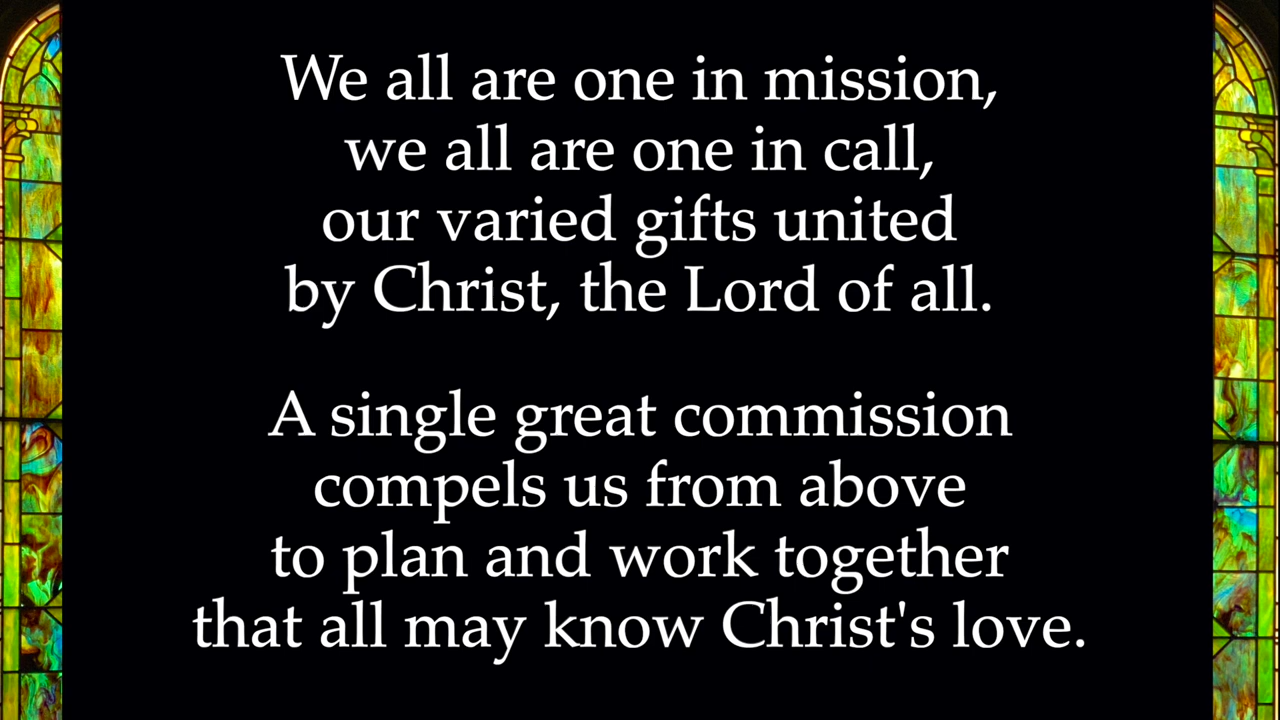 We all are one in mission,
we all are one in call,
our varied gifts united
by Christ, the Lord of all.
A single great commission
compels us from above
to plan and work together
that all may know Christ's love.